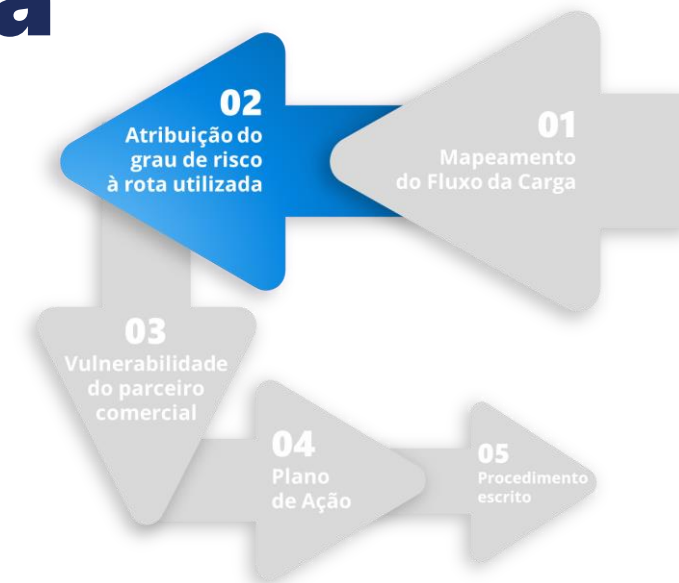 a
01
Mapeamento
do Fluxo da Carga
02
Atribuição do
grau de risco
à rota utilizada
03
Vulnerabilidade
do parceiro
comercial
04
Plano
de Ação
05
Procedimento
escrito